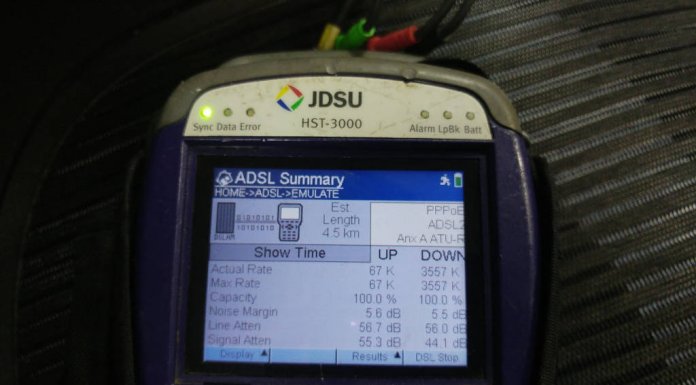 JDSU
HST-3000
Sync Data Error
Alarm LpBk Batt
ADSL Summary
HOME->ADSL->EMULATE
01010101
10101010
DSLAM
Est
Length
4.5 km
PPPoE
ADSL2
Anx A ATU-R
Show Time UP DOWN
Actual Rate 67 K 3557 K
Max Rate 67 K 3557 K
Capacity 100.0 % 100.0 %
Noise Margin 5.6 dB 5.5 dB
Line Atten 56.7 dB 56.0 dB
Signal Atten 55.3 dB 44.1 dB
Display Results DSL Stop